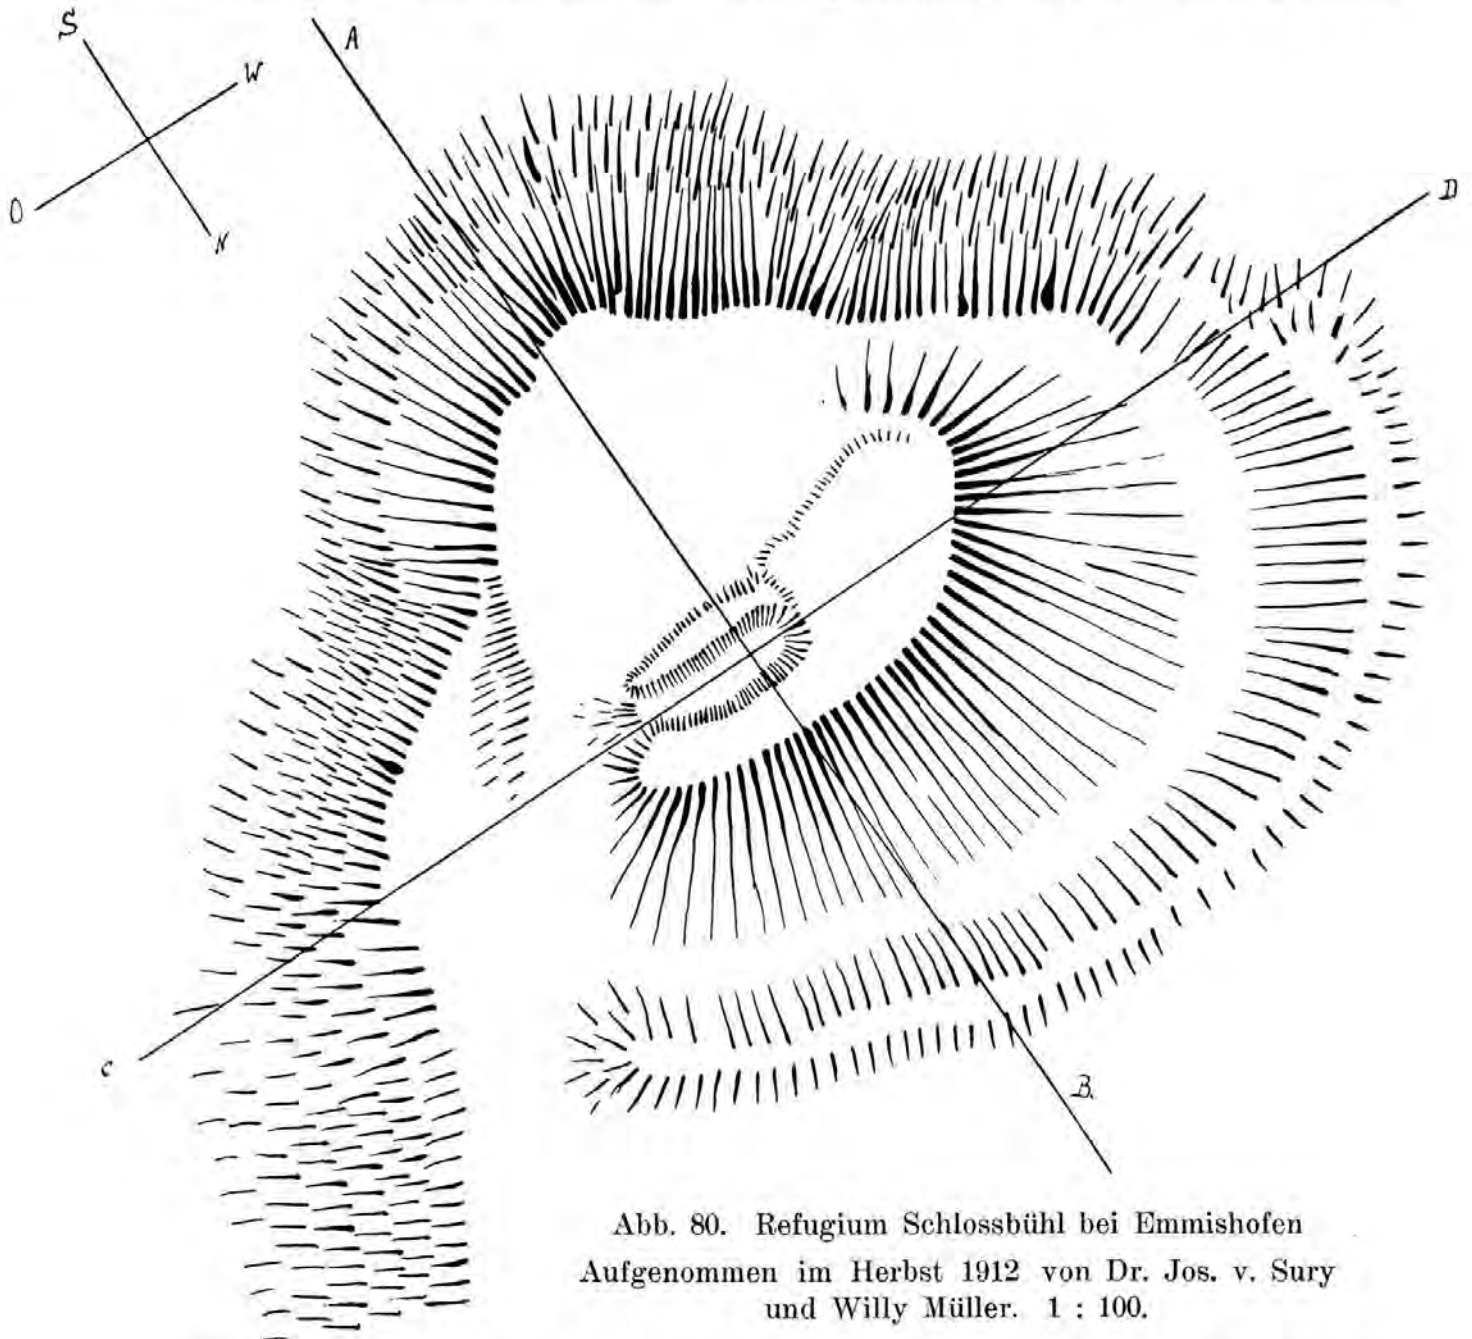 S
A
W
D
O
N
C
B.
Abb. 80. Refugium Schlossbühl bei Emmishofen
Aufgenommen im Herbst 1912 von Dr. Jos. v. Sury
und Willy Müller. 1 : 100.